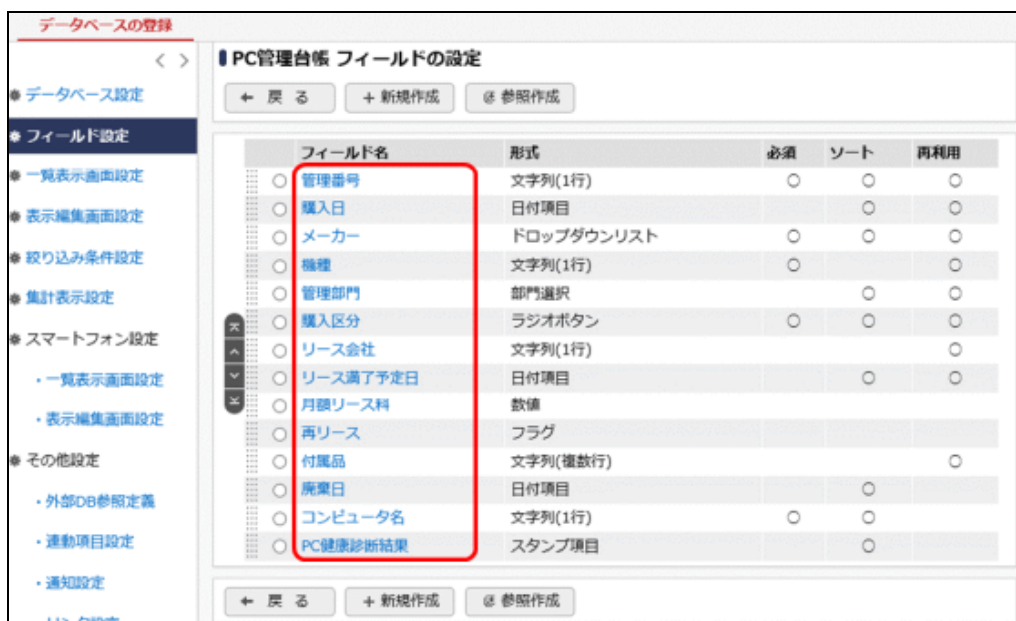 データベースの登録
< >
データベース設定
フィールド設定
一覧表示画面設定
表示編集画面設定
絞り込み条件設定
集計表示設定
スマートフォン設定
・一覧表示画面設定
・表示編集画面設定
その他設定
・外部DB参照定義
・連動項目設定
・通知設定
PC管理台帳 フィールドの設定
← 戻 る ＋新規作成 参照作成
フィールド名 形式 必須 ソート 再利用
管理番号 文字列(1行) ○ ○ ○
購入日 日付項目 ○ ○
メーカー ドロップダウンリスト ○ ○ ○
機種 文字列(1行) ○ ○
管理部門 部門選択 ○ ○
購入区分 ラジオボタン ○ ○ ○
リース会社 文字列(1行) ○
リース満了予定日 日付項目 ○ ○
月額リース料 数値
再リース フラグ
付属品 文字列(複数行) ○
廃棄日 日付項目 ○
コンピュータ名 文字列(1行) ○ ○
PC健康診断結果 スタンプ項目 ○
← 戻 る ＋新規作成 参照作成